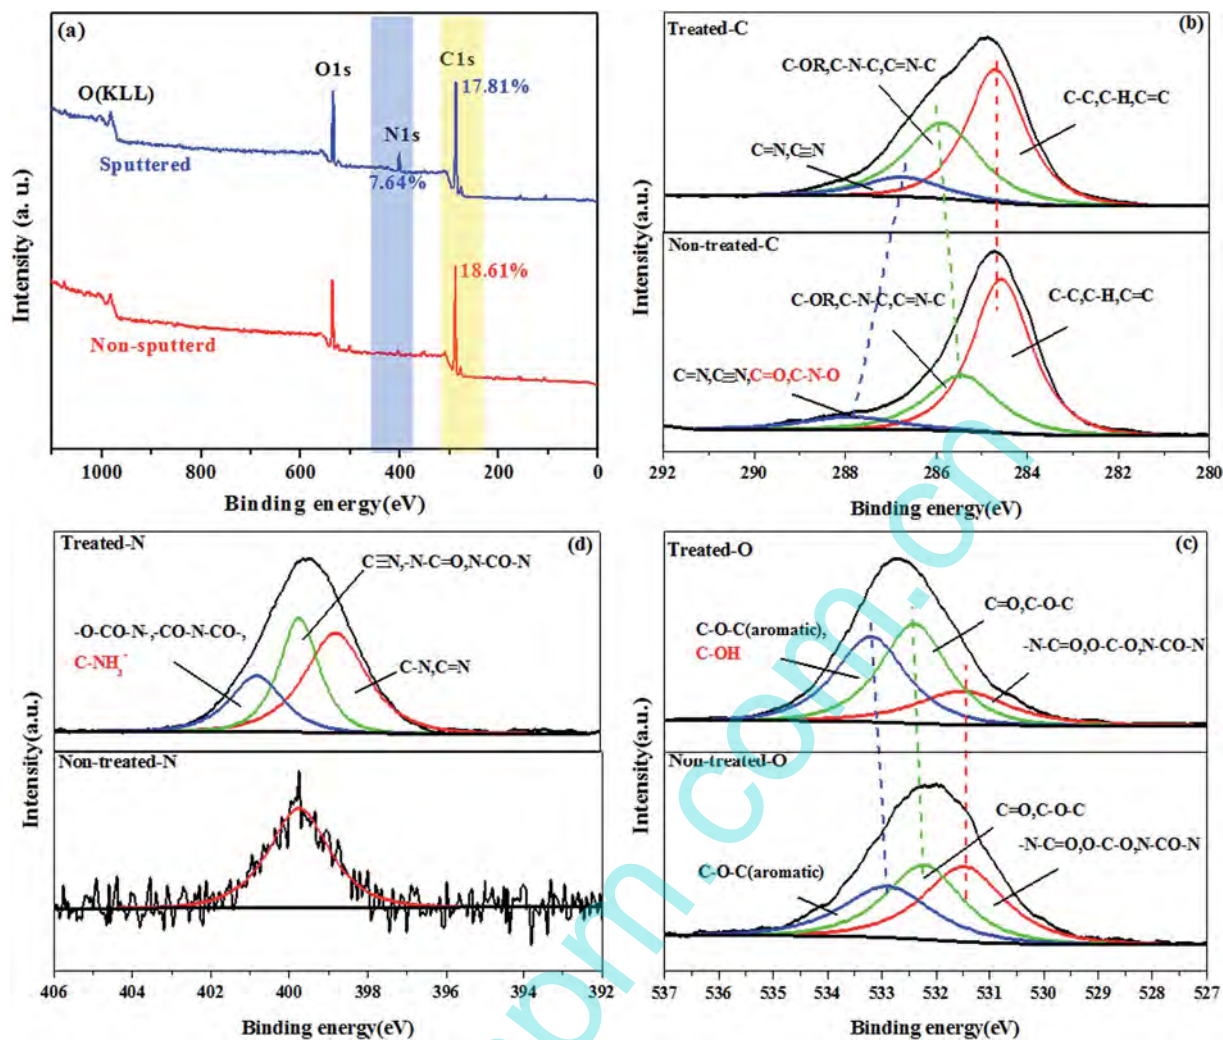 (a)
O(KLL)
O1s
N1s
C1s
17.81%
7.64%
Sputtered
18.61%
Non-sputterd
Intensity (a. u.)
1000 800 600 400 200 0
Binding energy(eV)
(b)
Treated-C
C-OR,C-N-C,C=N-C
C-C,C-H,C=C
C=N,C≡N
Non-treated-C
C-OR,C-N-C,C=N-C
C-C,C-H,C=C
C=N,C≡N,C=O,C-N-O
Intensity(a.u.)
292 290 288 286 284 282 280
Binding energy(eV)
(d)
Treated-N
C≡N,-N-C=O,N-CO-N
-O-CO-N-,-CO-N-CO-,
C-NH3+
C-N,C=N
Non-treated-N
Intensity(a.u.)
406 404 402 400 398 396 394 392
Binding energy(eV)
(c)
Treated-O
C=O,C-O-C
C-O-C(aromatic),
C-OH
-N-C=O,O-C-O,N-CO-N
Non-treated-O
C=O,C-O-C
-N-C=O,O-C-O,N-CO-N
C-O-C(aromatic)
Intensity(a.u.)
537 536 535 534 533 532 531 530 529 528 527
Binding energy(eV)
om.com.cn